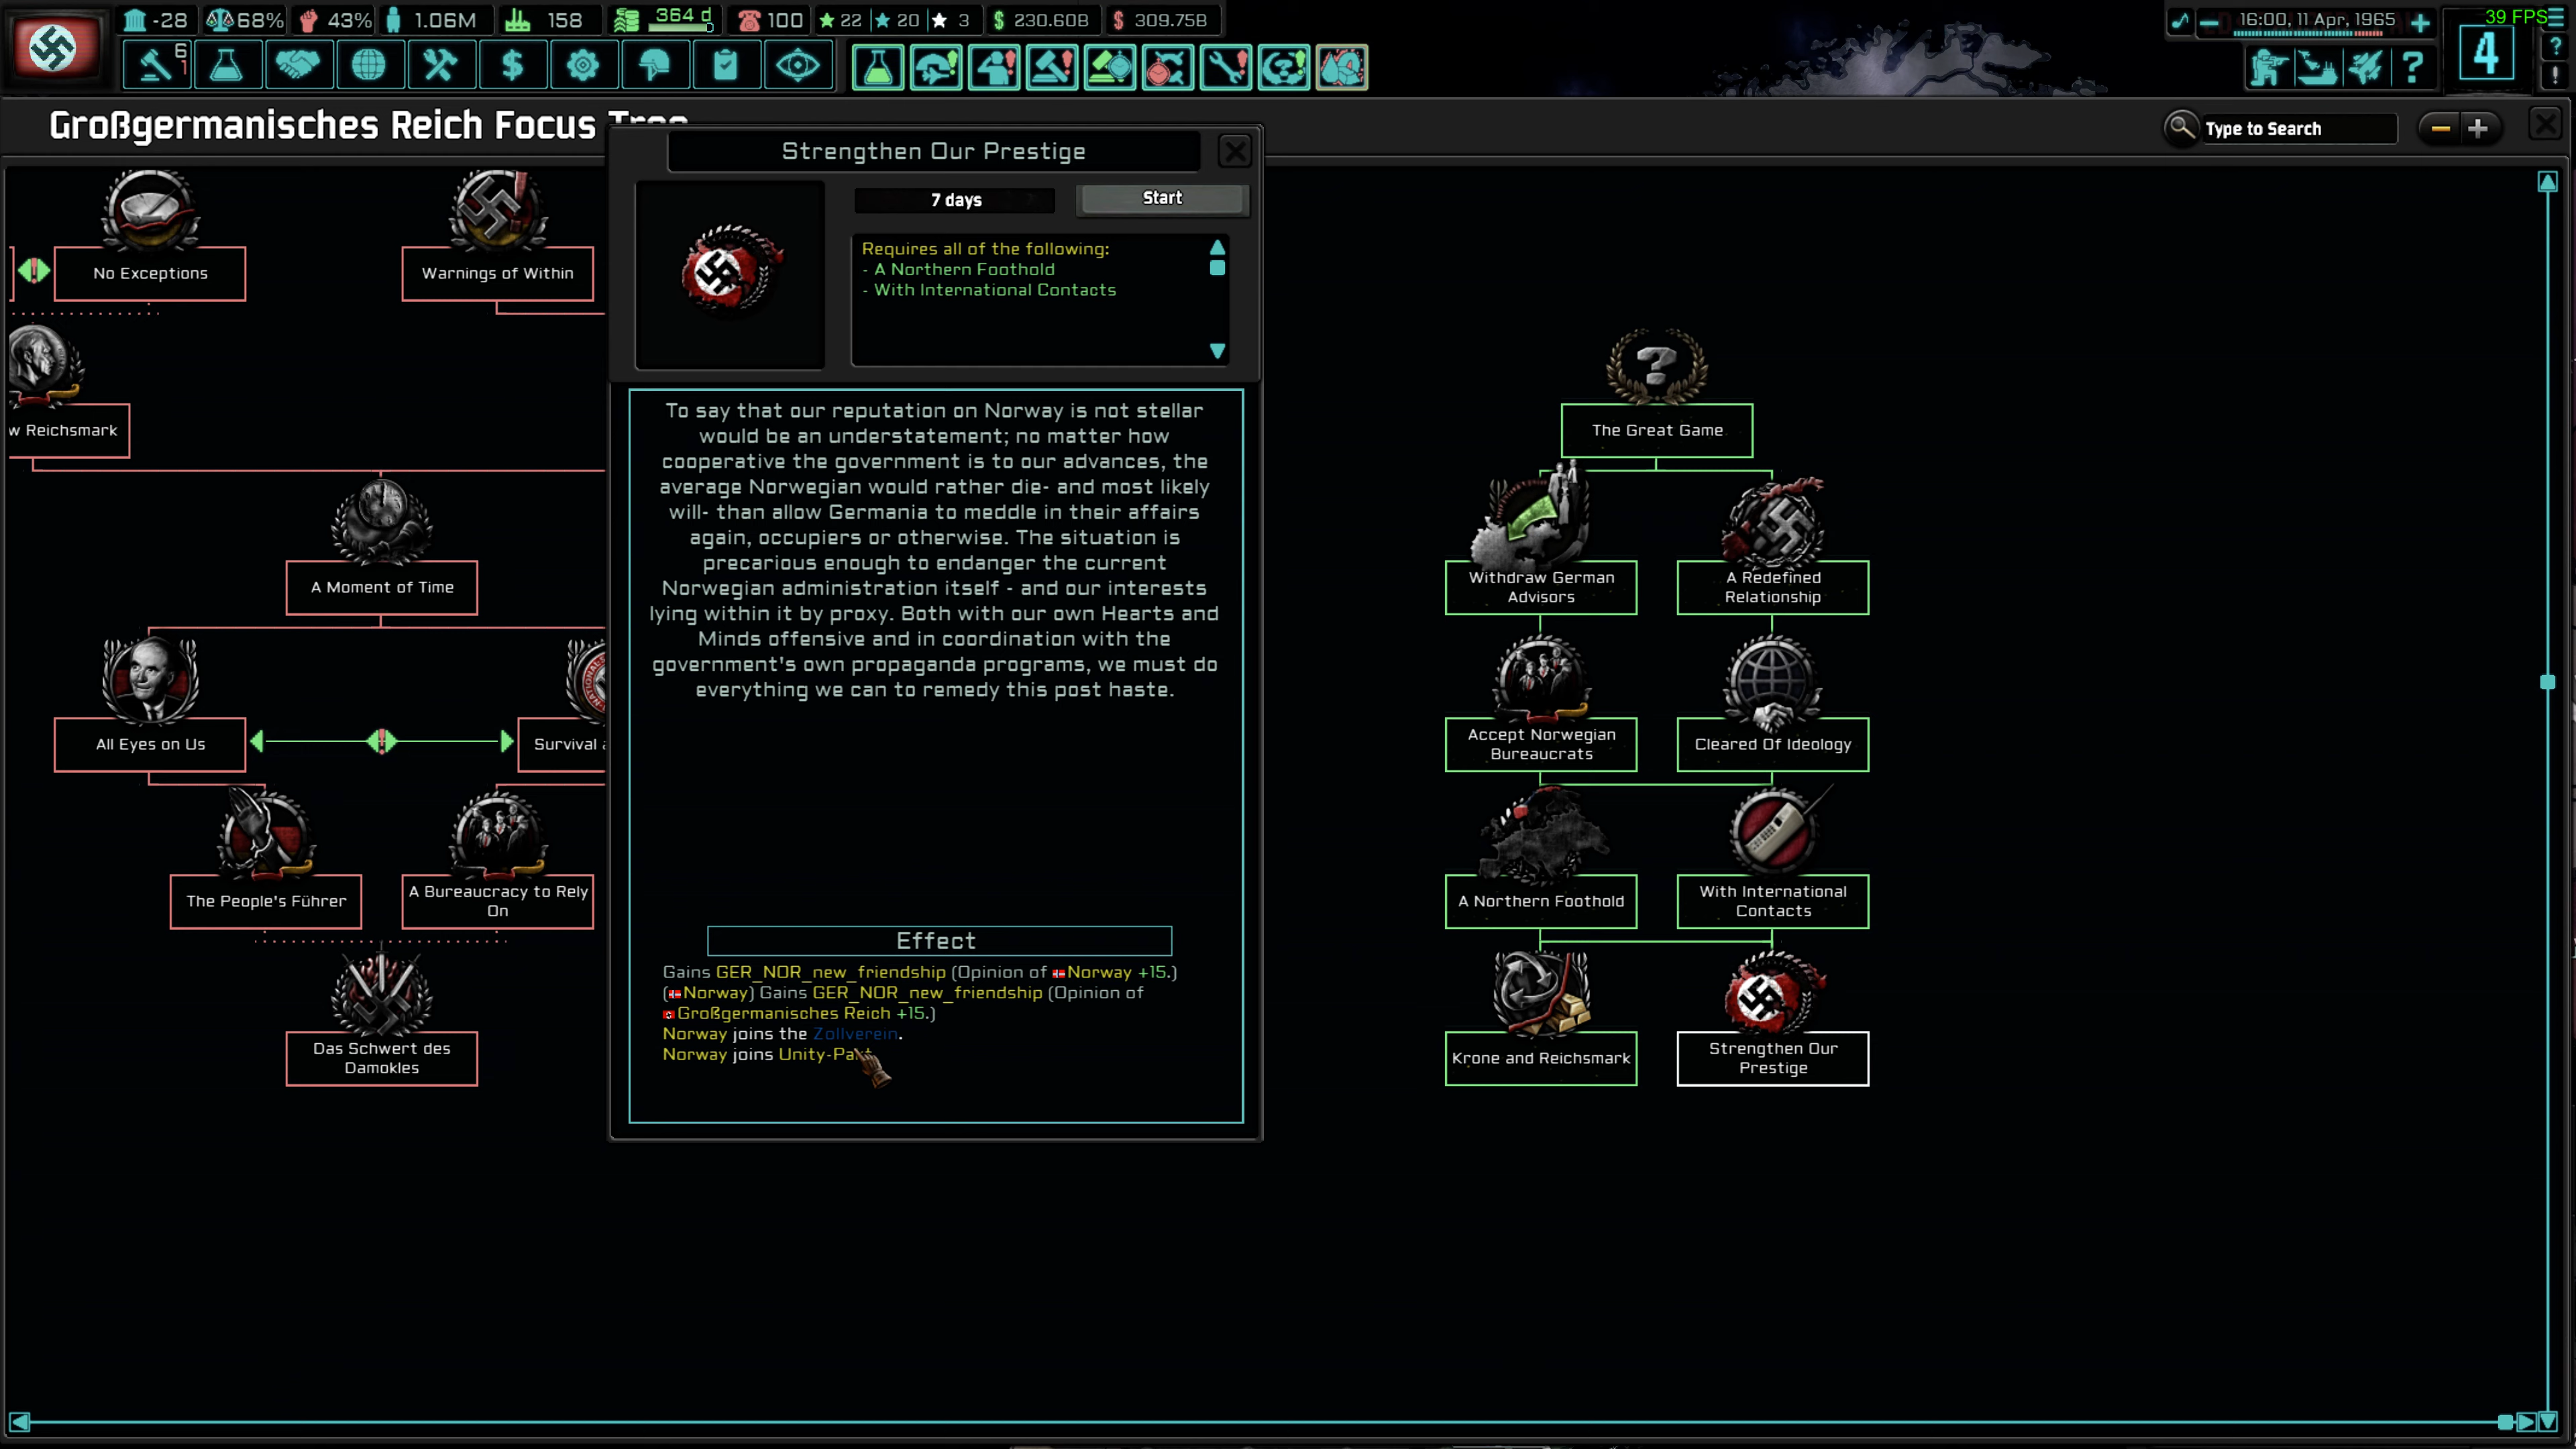 -28 68% 43% 1.06M 158 364 d 100 22 20 3 $ 230.60B $ 309.75B
16:00, 11 Apr, 1965
39 FPS
6
1
4
Großgermanisches Reich Focus Tree
Type to Search
Strengthen Our Prestige
7 days
Start
Requires all of the following:
- A Northern Foothold
- With International Contacts
To say that our reputation on Norway is not stellar
would be an understatement; no matter how
cooperative the government is to our advances, the
average Norwegian would rather die- and most likely
will- than allow Germania to meddle in their affairs
again, occupiers or otherwise. The situation is
precarious enough to endanger the current
Norwegian administration itself - and our interests
lying within it by proxy. Both with our own Hearts and
Minds offensive and in coordination with the
government's own propaganda programs, we must do
everything we can to remedy this post haste.
Effect
Gains GER_NOR_new_friendship (Opinion of Norway +15.)
(Norway) Gains GER_NOR_new_friendship (Opinion of
Großgermanisches Reich +15.)
Norway joins the Zollverein.
Norway joins
No Exceptions
Warnings of Within
w Reichsmark
A Moment of Time
All Eyes on Us
Survival
The People's Führer
A Bureaucracy to Rely
On
Das Schwert des
Damokles
The Great Game
Withdraw German
Advisors
A Redefined
Relationship
Accept Norwegian
Bureaucrats
Cleared Of Ideology
A Northern Foothold
With International
Contacts
Krone and Reichsmark
Strengthen Our
Prestige